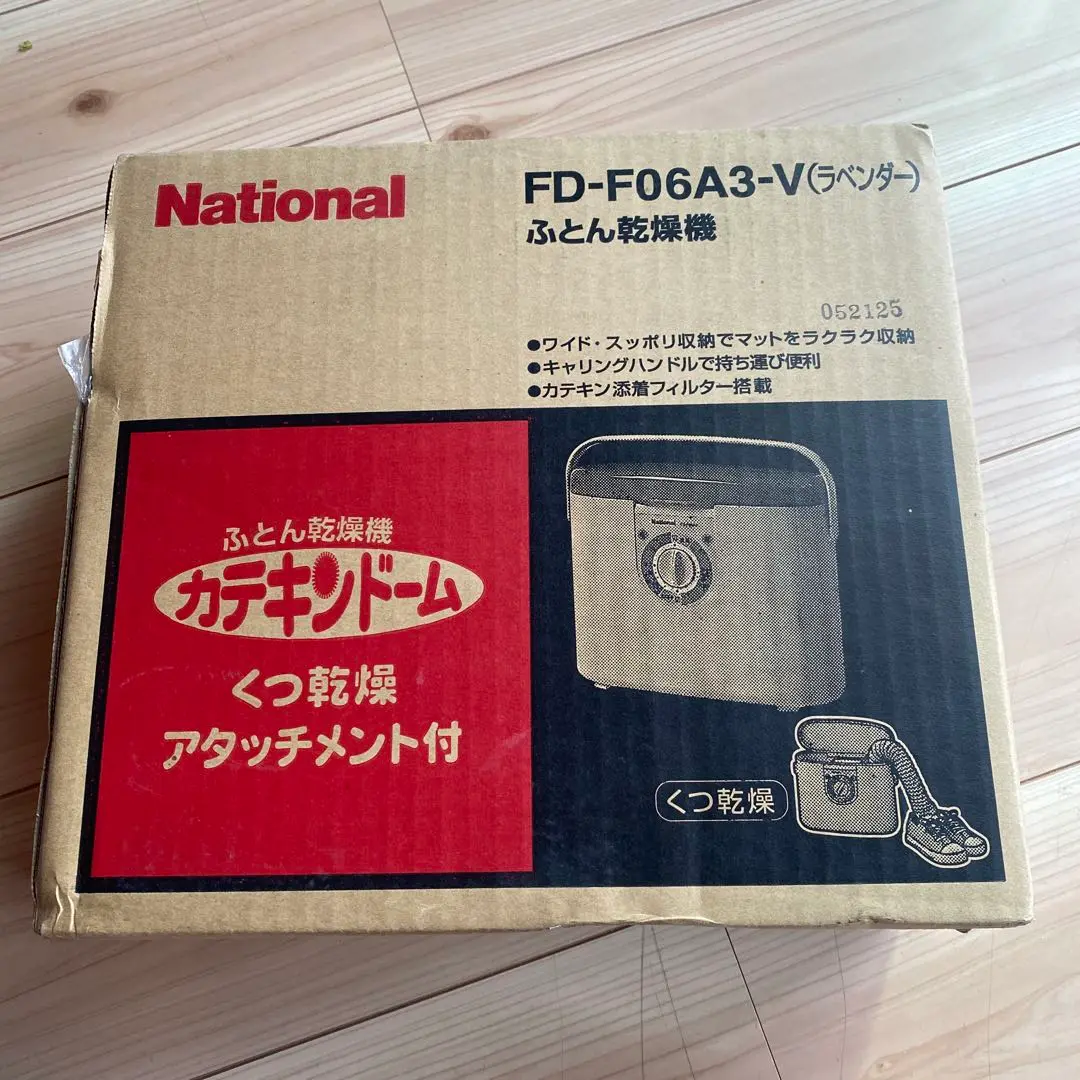 National
FD-F06A3-V(ラベンダー)
ふとん乾燥機
052125
●ワイド・スッポリ収納でマットをラクラク収納
●キャリングハンドルで持ち運び便利
●カテキン添着フィルター搭載
ふとん乾燥機
カテキンドーム
くつ乾燥
アタッチメント付
National
くつ乾燥